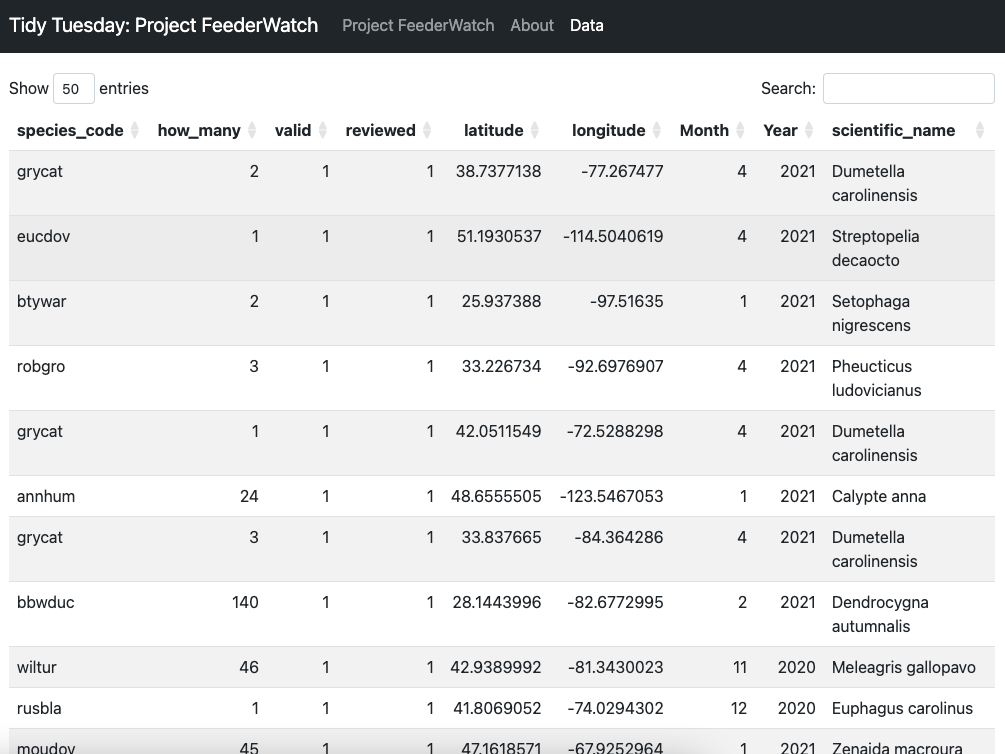 Tidy Tuesday: Project FeederWatch Project FeederWatch About Data
Show 50 entries Search:
species_code how_many valid reviewed latitude longitude Month Year scientific_name
grycat 2 1 1 38.7377138 -77.267477 4 2021 Dumetella
carolinensis
eucdov 1 1 1 51.1930537 -114.5040619 4 2021 Streptopelia
decaocto
btywar 2 1 1 25.937388 -97.51635 1 2021 Setophaga
nigrescens
robgro 3 1 1 33.226734 -92.6976907 4 2021 Pheucticus
ludovicianus
grycat 1 1 1 42.0511549 -72.5288298 4 2021 Dumetella
carolinensis
annhum 24 1 1 48.6555505 -123.5467053 1 2021 Calypte anna
grycat 3 1 1 33.837665 -84.364286 4 2021 Dumetella
carolinensis
bbwduc 140 1 1 28.1443996 -82.6772995 2 2021 Dendrocygna
autumnalis
wiltur 46 1 1 42.9389992 -81.3430023 11 2020 Meleagris gallopavo
rusbla 1 1 1 41.8069052 -74.0294302 12 2020 Euphagus carolinus
moudov 45 1 1 47.1618571 -67.9252964 1 2021 Zenaida macroura